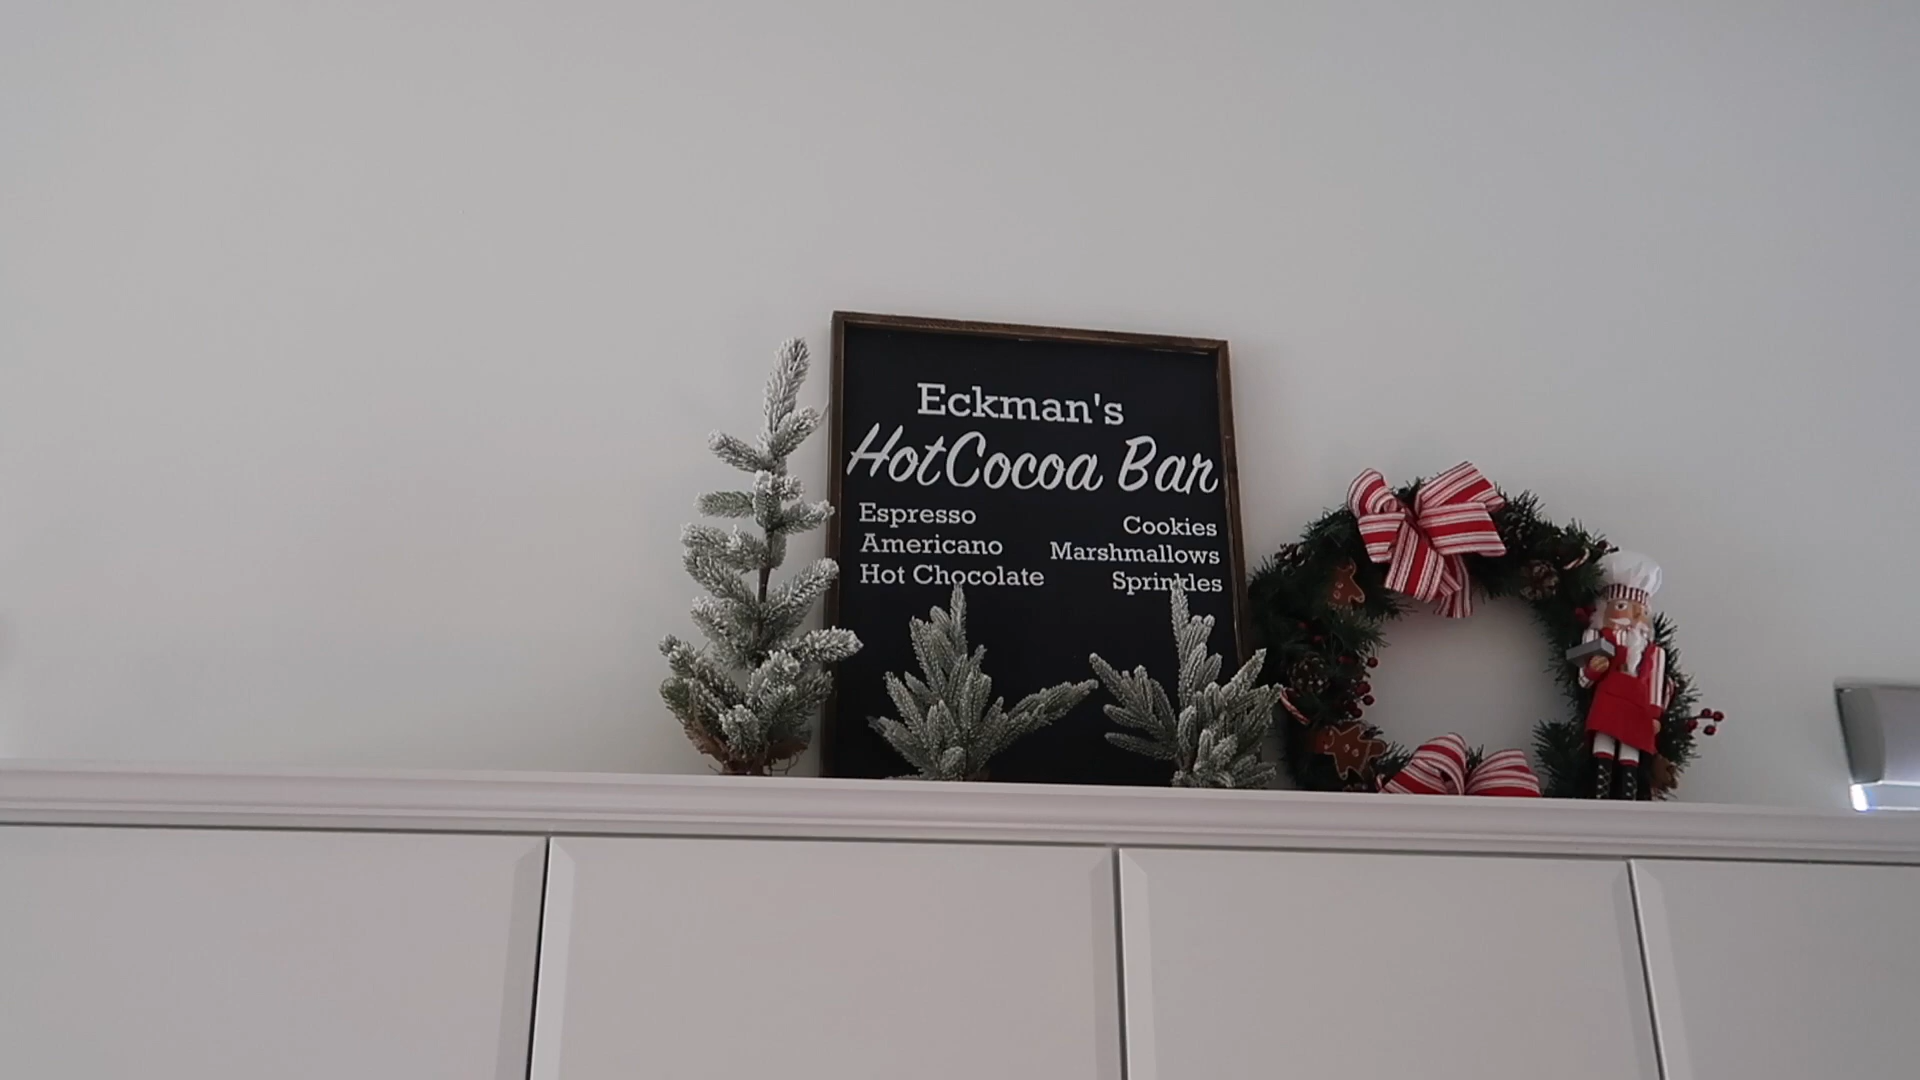 Eckman's
HotCocoa Bar
Espresso
Americano
Hot Chocolate
Cookies
Marshmallows
Sprinkles